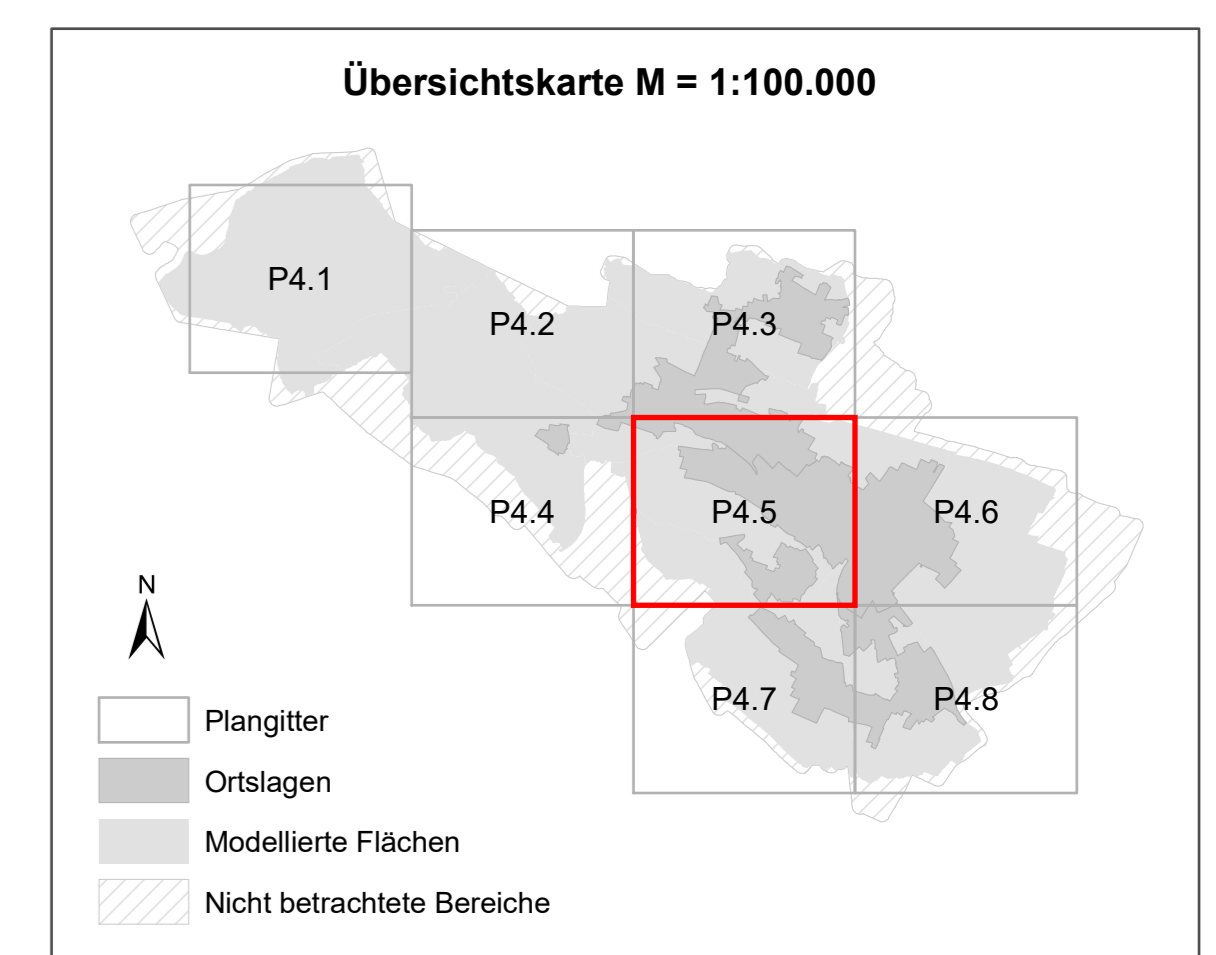 Übersichtskarte M = 1:100.000
P4.1
P4.2
P4.3
P4.4
P4.5
P4.6
P4.7
P4.8
N
Plangitter
Ortslagen
Modellierte Flächen
Nicht betrachtete Bereiche